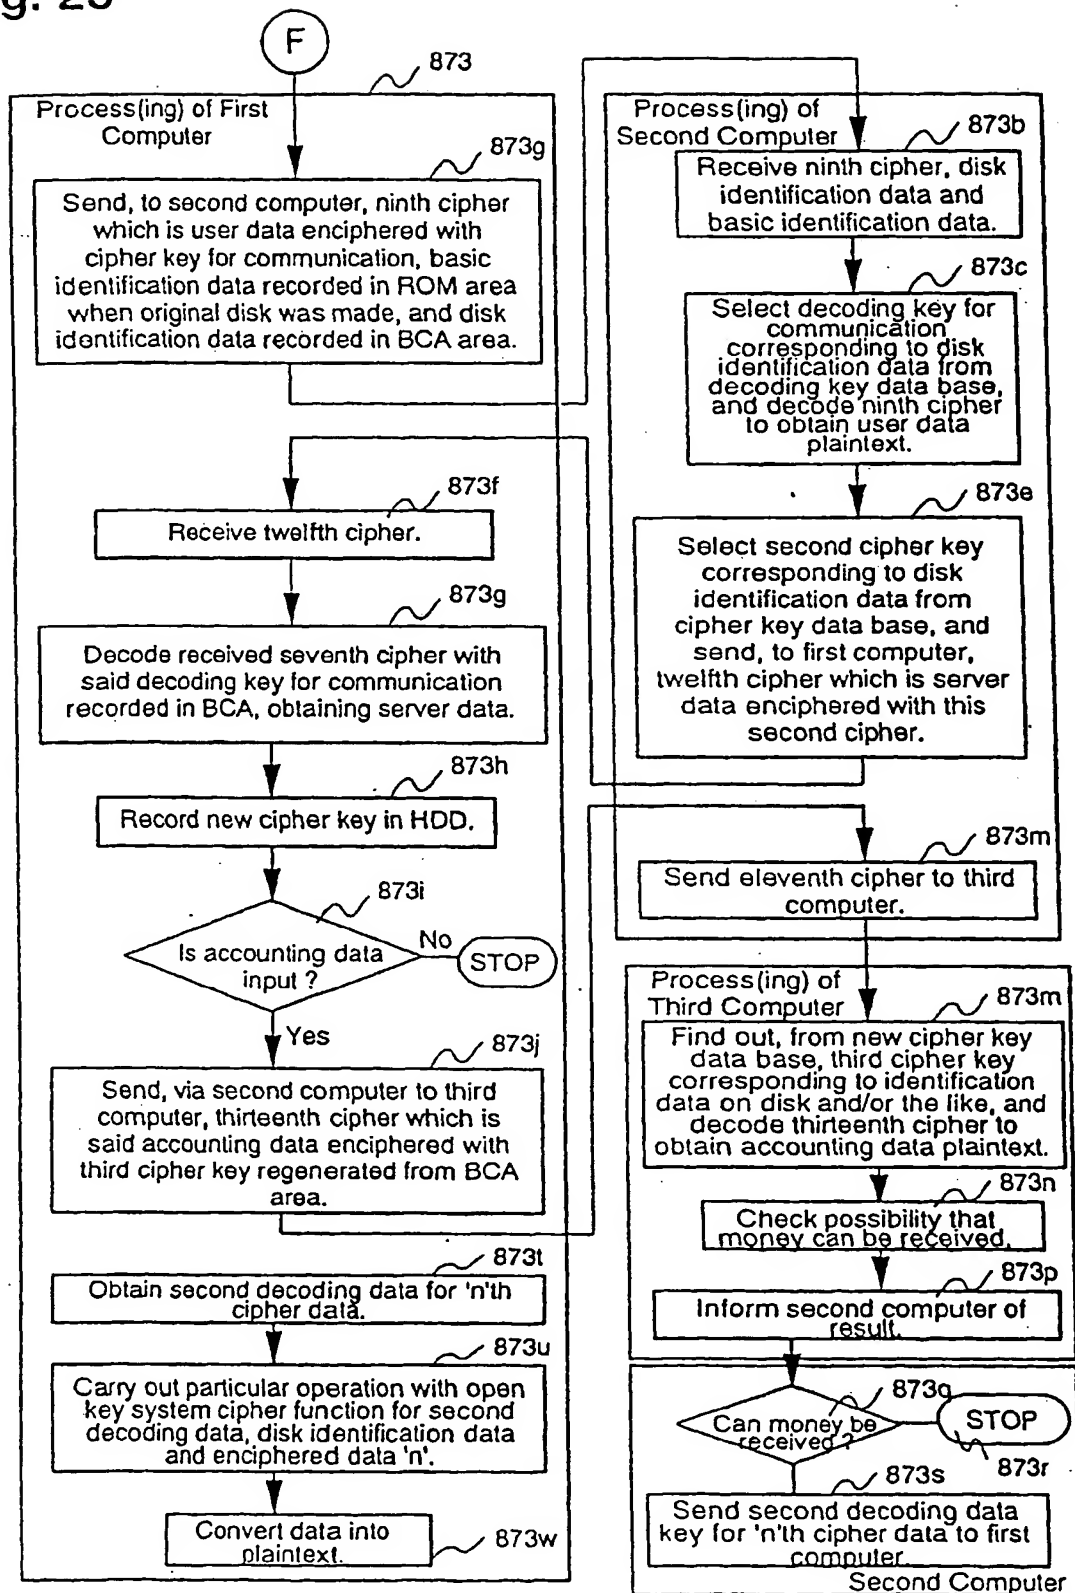 g. 25
F
873
Process(ing) of First
Computer
873g
Send, to second computer, ninth cipher
which is user data enciphered with
cipher key for communication, basic
identification data recorded in ROM area
when original disk was made, and disk
identification data recorded in BCA area.
873f
Receive twelfth cipher.
873g
Decode received seventh cipher with
said decoding key for communication
recorded in BCA, obtaining server data.
873h
Record new cipher key in HDD.
873i
Is accounting data
input ?
No
STOP
Yes
873j
Send, via second computer to third
computer, thirteenth cipher which is
said accounting data enciphered with
third cipher key regenerated from BCA
area.
873t
Obtain second decoding data for 'n'th
cipher data.
873u
Carry out particular operation with open
key system cipher function for second
decoding data, disk identification data
and enciphered data 'n'.
Convert data into
plaintext.
873w
Process(ing) of
Second Computer
873b
Receive ninth cipher, disk
identification data and
basic identification data.
873c
Select decoding key for
communication
corresponding to disk
identification data from
decoding key data base,
and decode ninth cipher
to obtain user data
plaintext.
873e
Select second cipher key
corresponding to disk
identification data from
cipher key data base, and
send, to first computer,
twelfth cipher which is server
data enciphered with this
second cipher.
873m
Send eleventh cipher to third
computer.
Process(ing) of
Third Computer
873m
Find out, from new cipher key
data base, third cipher key
corresponding to identification
data on disk and/or the like, and
decode thirteenth cipher to
obtain accounting data plaintext.
873n
Check possibility that
money can be received.
873p
Inform second computer of
result.
873q
Can money be
received ?
STOP
873r
873s
Send second decoding data
key for 'n'th cipher data to first
computer.
Second Computer